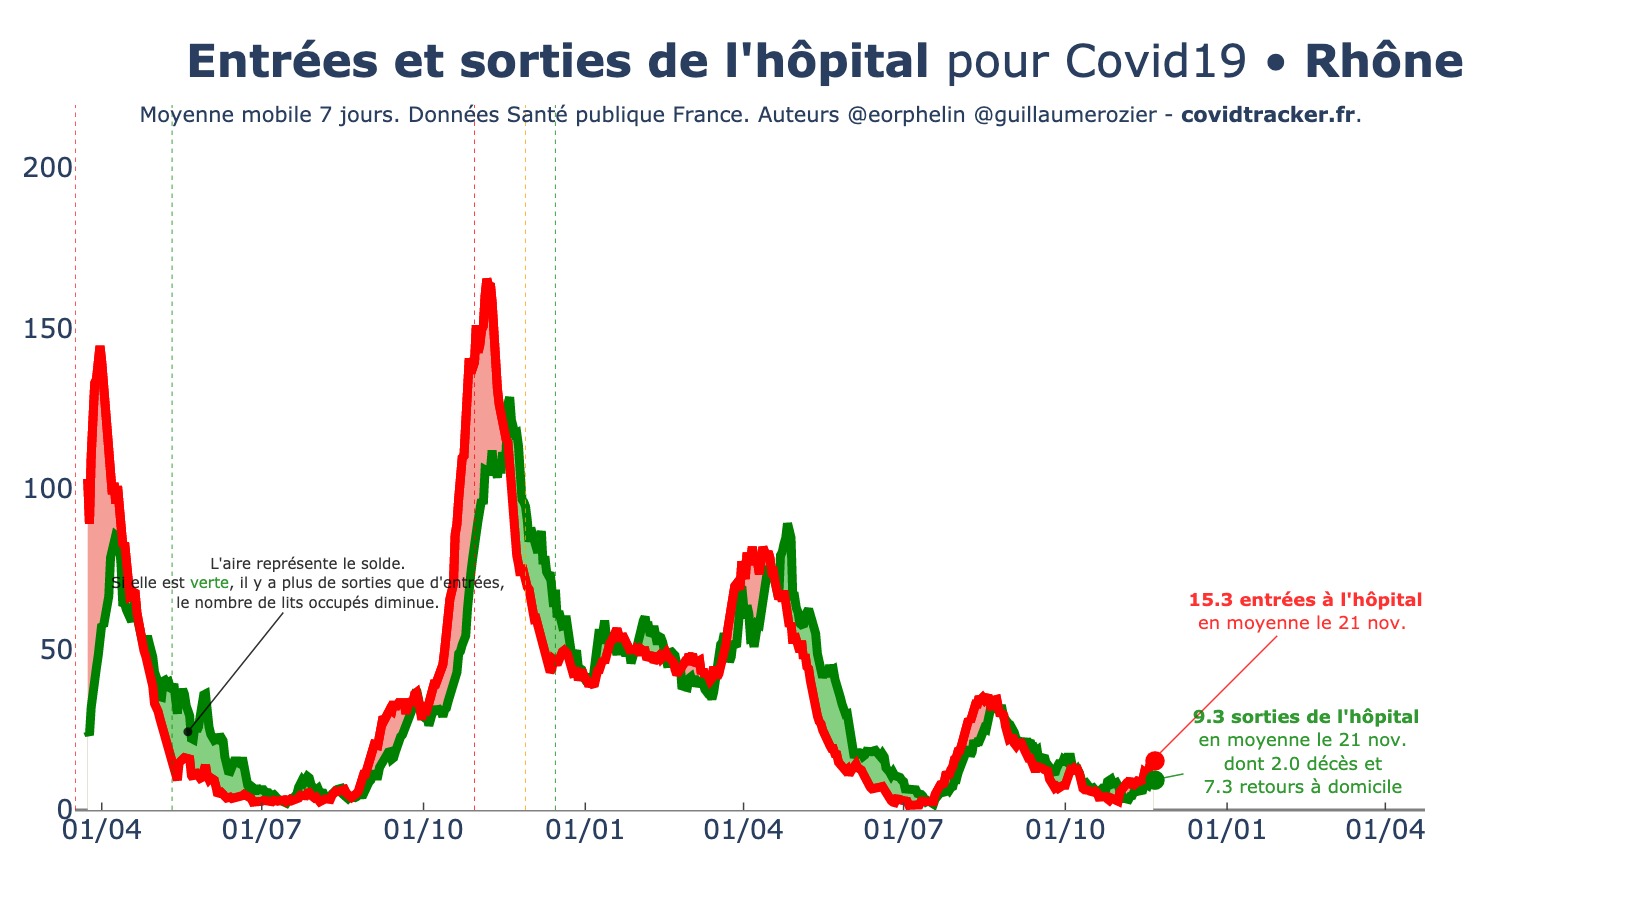 Entrées et sorties de l'hôpital pour Covid19 • Rhône
Moyenne mobile 7 jours. Données Santé publique France. Auteurs @eorphelin @guillaumerozier - covidtracker.fr.
200
150
100
50
0
L'aire représente le solde.
Si elle est verte, il y a plus de sorties que d'entrées,
le nombre de lits occupés diminue.
15.3 entrées à l'hôpital
en moyenne le 21 nov.
9.3 sorties de l'hôpital
en moyenne le 21 nov.
dont 2.0 décès et
7.3 retours à domicile
01/04 01/07 01/10 01/01 01/04 01/07 01/10 01/01 01/04